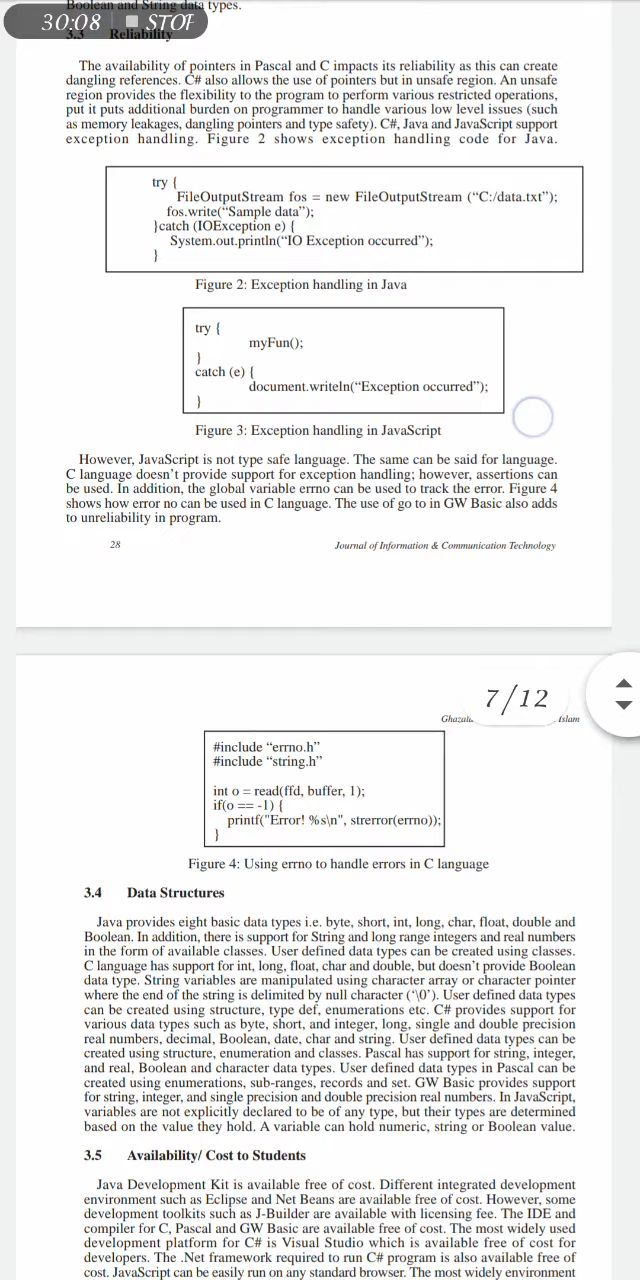 Boolean and String data types.
30:08 STOP
3.3 Reliability
The availability of pointers in Pascal and C impacts its reliability as this can create
dangling references. C# also allows the use of pointers but in unsafe region. An unsafe
region provides the flexibility to the program to perform various restricted operations,
put it puts additional burden on programmer to handle various low level issues (such
as memory leakages, dangling pointers and type safety). C#, Java and JavaScript support
exception handling. Figure 2 shows exception handling code for Java.
try {
FileOutputStream fos = new FileOutputStream (“C:/data.txt”);
fos.write(“Sample data”);
}catch (IOException e) {
System.out.println(“IO Exception occurred”);
}
Figure 2: Exception handling in Java
try {
myFun();
}
catch (e) {
document.writeln(“Exception occurred”);
}
Figure 3: Exception handling in JavaScript
However, JavaScript is not type safe language. The same can be said for language.
C language doesn’t provide support for exception handling; however, assertions can
be used. In addition, the global variable errno can be used to track the error. Figure 4
shows how error no can be used in C language. The use of go to in GW Basic also adds
to unreliability in program.
28 Journal of Information & Communication Technology
7/12
Islam
#include “errno.h”
#include “string.h”
int o = read(ffd, buffer, 1);
if(o == -1) {
printf("Error! %s\n", strerror(errno));
}
Figure 4: Using errno to handle errors in C language
3.4 Data Structures
Java provides eight basic data types i.e. byte, short, int, long, char, float, double and
Boolean. In addition, there is support for String and long range integers and real numbers
in the form of available classes. User defined data types can be created using classes.
C language has support for int, long, float, char and double, but doesn’t provide Boolean
data type. String variables are manipulated using character array or character pointer
where the end of the string is delimited by null character (‘\0’). User defined data types
can be created using structure, type def, enumerations etc. C# provides support for
various data types such as byte, short, and integer, long, single and double precision
real numbers, decimal, Boolean, date, char and string. User defined data types can be
created using structure, enumeration and classes. Pascal has support for string, integer,
and real, Boolean and character data types. User defined data types in Pascal can be
created using enumerations, sub-ranges, records and set. GW Basic provides support
for string, integer, and single precision and double precision real numbers. In JavaScript,
variables are not explicitly declared to be of any type, but their types are determined
based on the value they hold. A variable can hold numeric, string or Boolean value.
3.5 Availability/ Cost to Students
Java Development Kit is available free of cost. Different integrated development
environment such as Eclipse and Net Beans are available free of cost. However, some
development toolkits such as J-Builder are available with licensing fee. The IDE and
compiler for C, Pascal and GW Basic are available free of cost. The most widely used
development platform for C# is Visual Studio which is available free of cost for
developers. The .Net framework required to run C# program is also available free of
cost. JavaScript can be easily run on any standard browser. The most widely environment